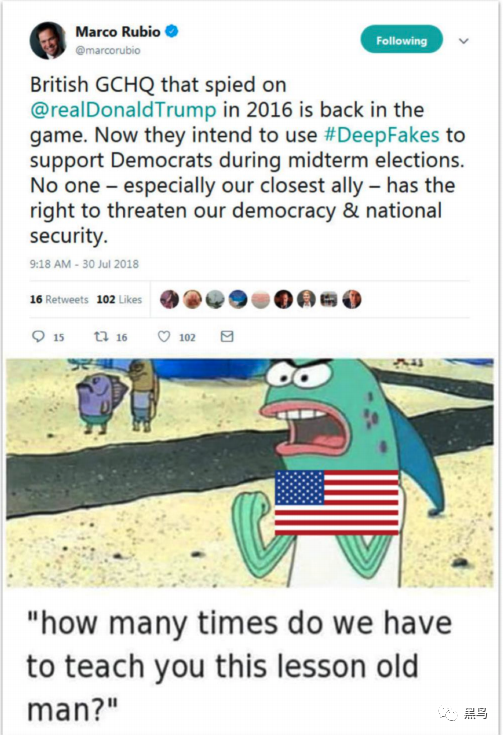 Marco Rubio
@marcorubio
Following
British GCHQ that spied on
@realDonaldTrump in 2016 is back in the
game. Now they intend to use #DeepFakes to
support Democrats during midterm elections.
No one – especially our closest ally – has the
right to threaten our democracy & national
security.
9:18 AM - 30 Jul 2018
16 Retweets 102 Likes
15 16 102
"how many times do we have
to teach you this lesson old
man?"
黑鸟